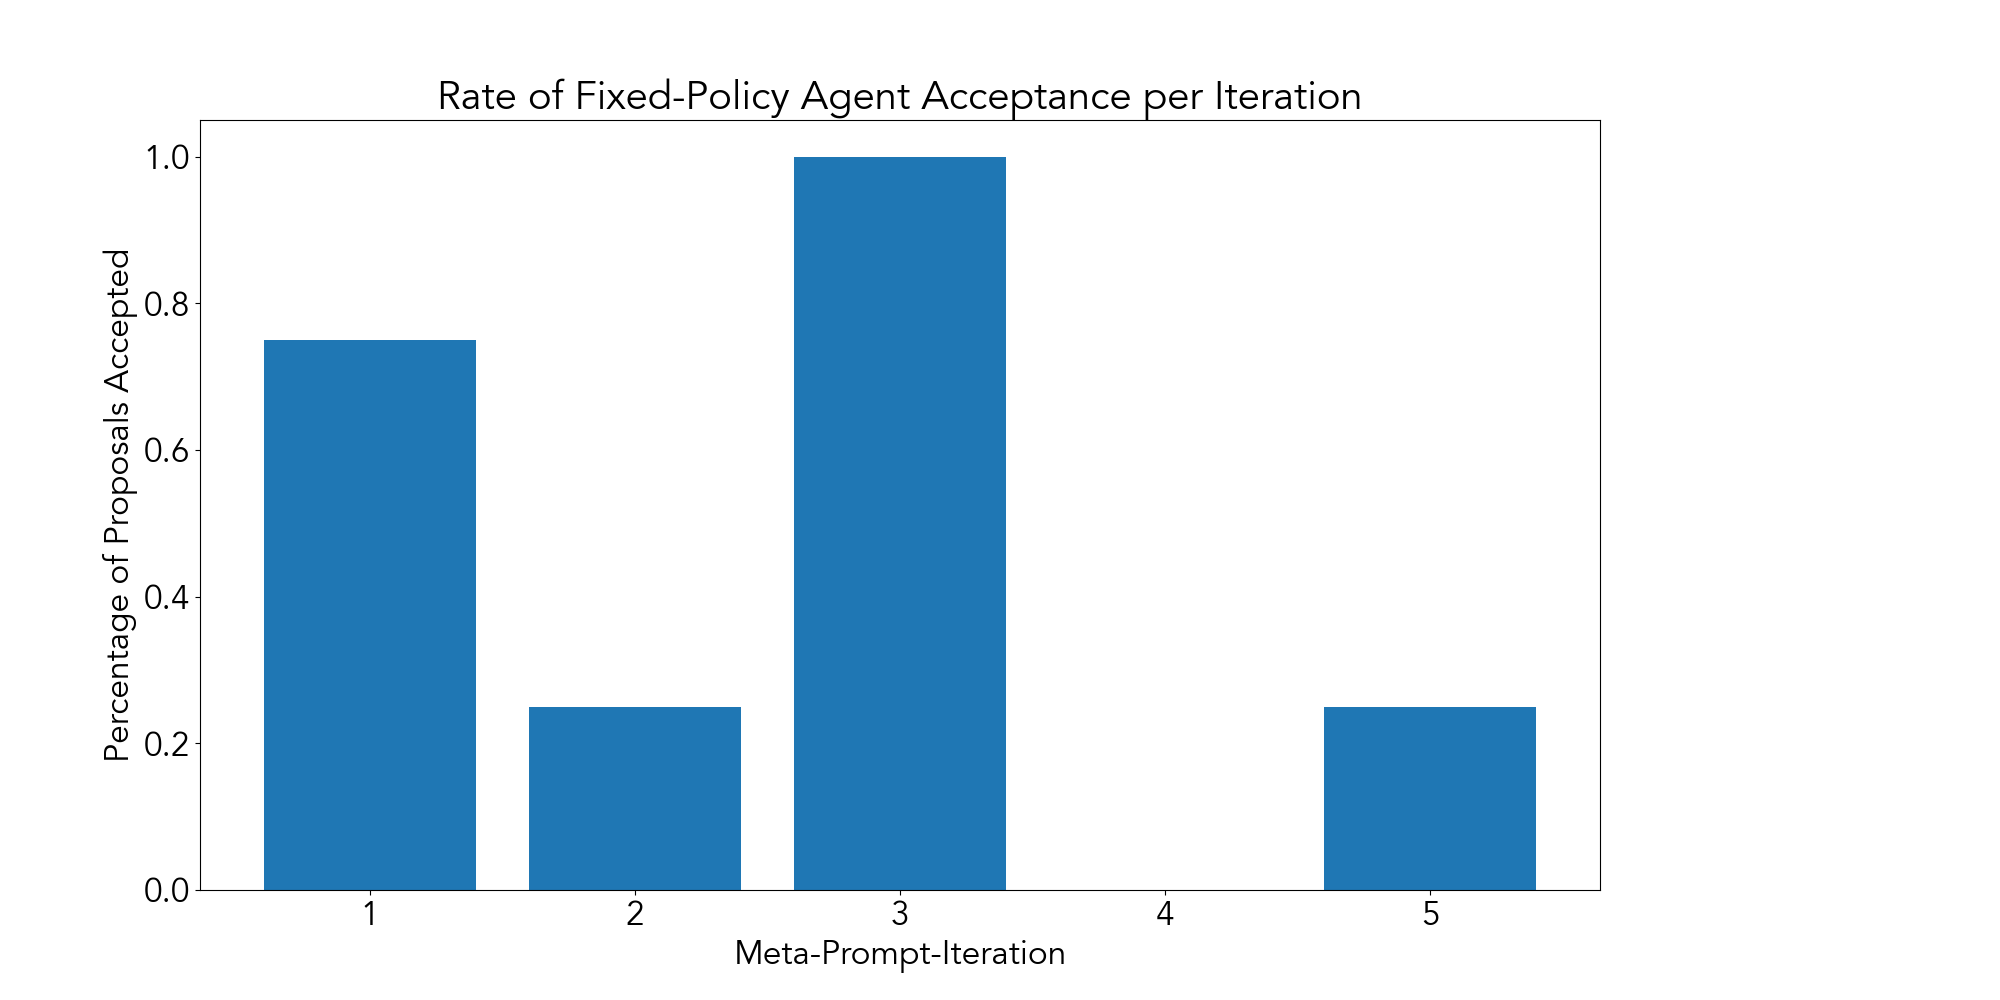 Rate of Fixed-Policy Agent Acceptance per Iteration
Percentage of Proposals Accepted
1.0
0.8
0.6
0.4
0.2
0.0
1 2 3 4 5
Meta-Prompt-Iteration